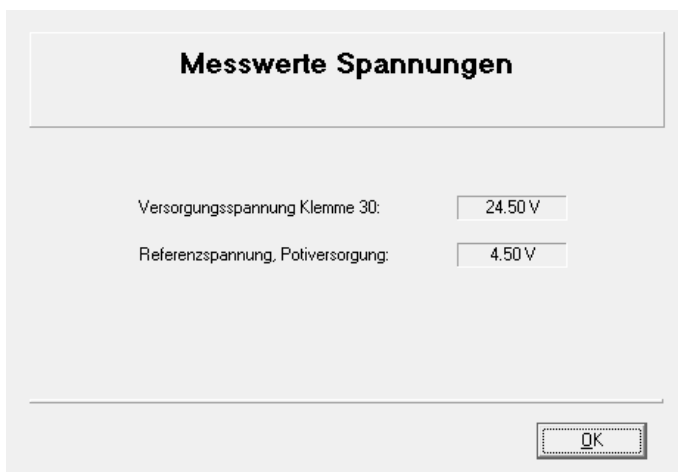 Messwerte Spannungen
Versorgungsspannung Klemme 30: 24.50 V
Referenzspannung, Potiversorgung: 4.50 V
OK